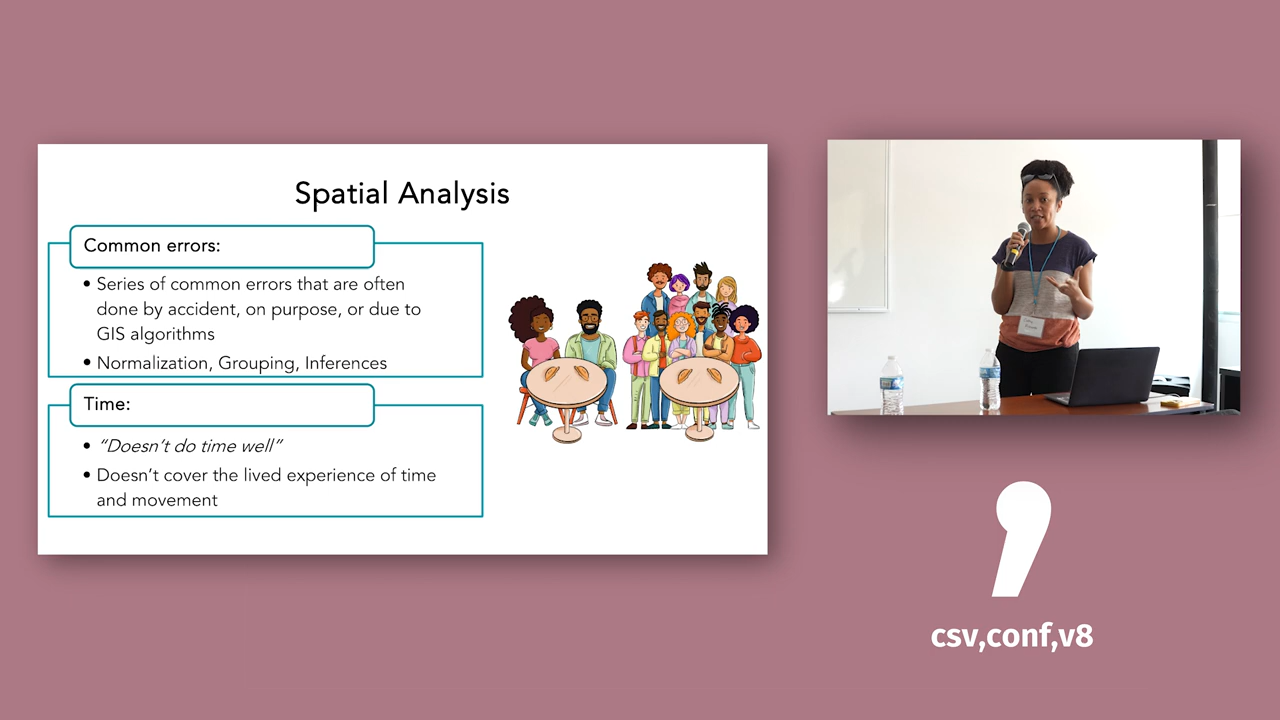 Spatial Analysis
Common errors:
• Series of common errors that are often
done by accident, on purpose, or due to
GIS algorithms
• Normalization, Grouping, Inferences
Time:
• “Doesn’t do time well”
• Doesn’t cover the lived experience of time
and movement
csv,conf,v8